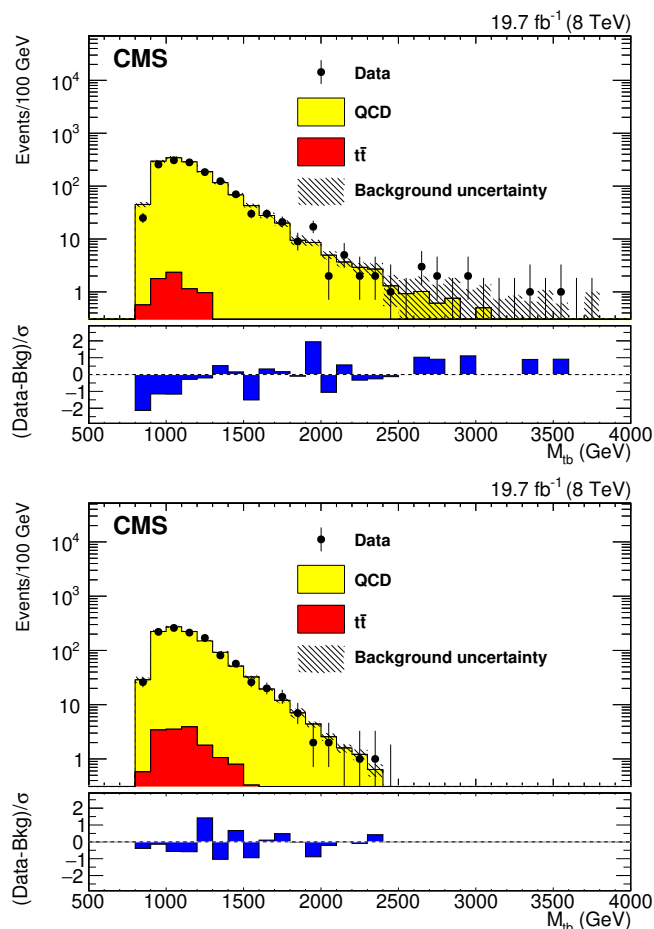 19.7 fb⁻¹ (8 TeV)
CMS
Events/100 GeV
10⁴
10³
10²
10
1
Data
QCD
tt̄
Background uncertainty
(Data-Bkg)/σ
2
1
0
−1
−2
500 1000 1500 2000 2500 3000 3500 4000
M_tb (GeV)
19.7 fb⁻¹ (8 TeV)
CMS
Events/100 GeV
10⁴
10³
10²
10
1
Data
QCD
tt̄
Background uncertainty
(Data-Bkg)/σ
2
1
0
−1
−2
500 1000 1500 2000 2500 3000 3500 4000
M_tb (GeV)